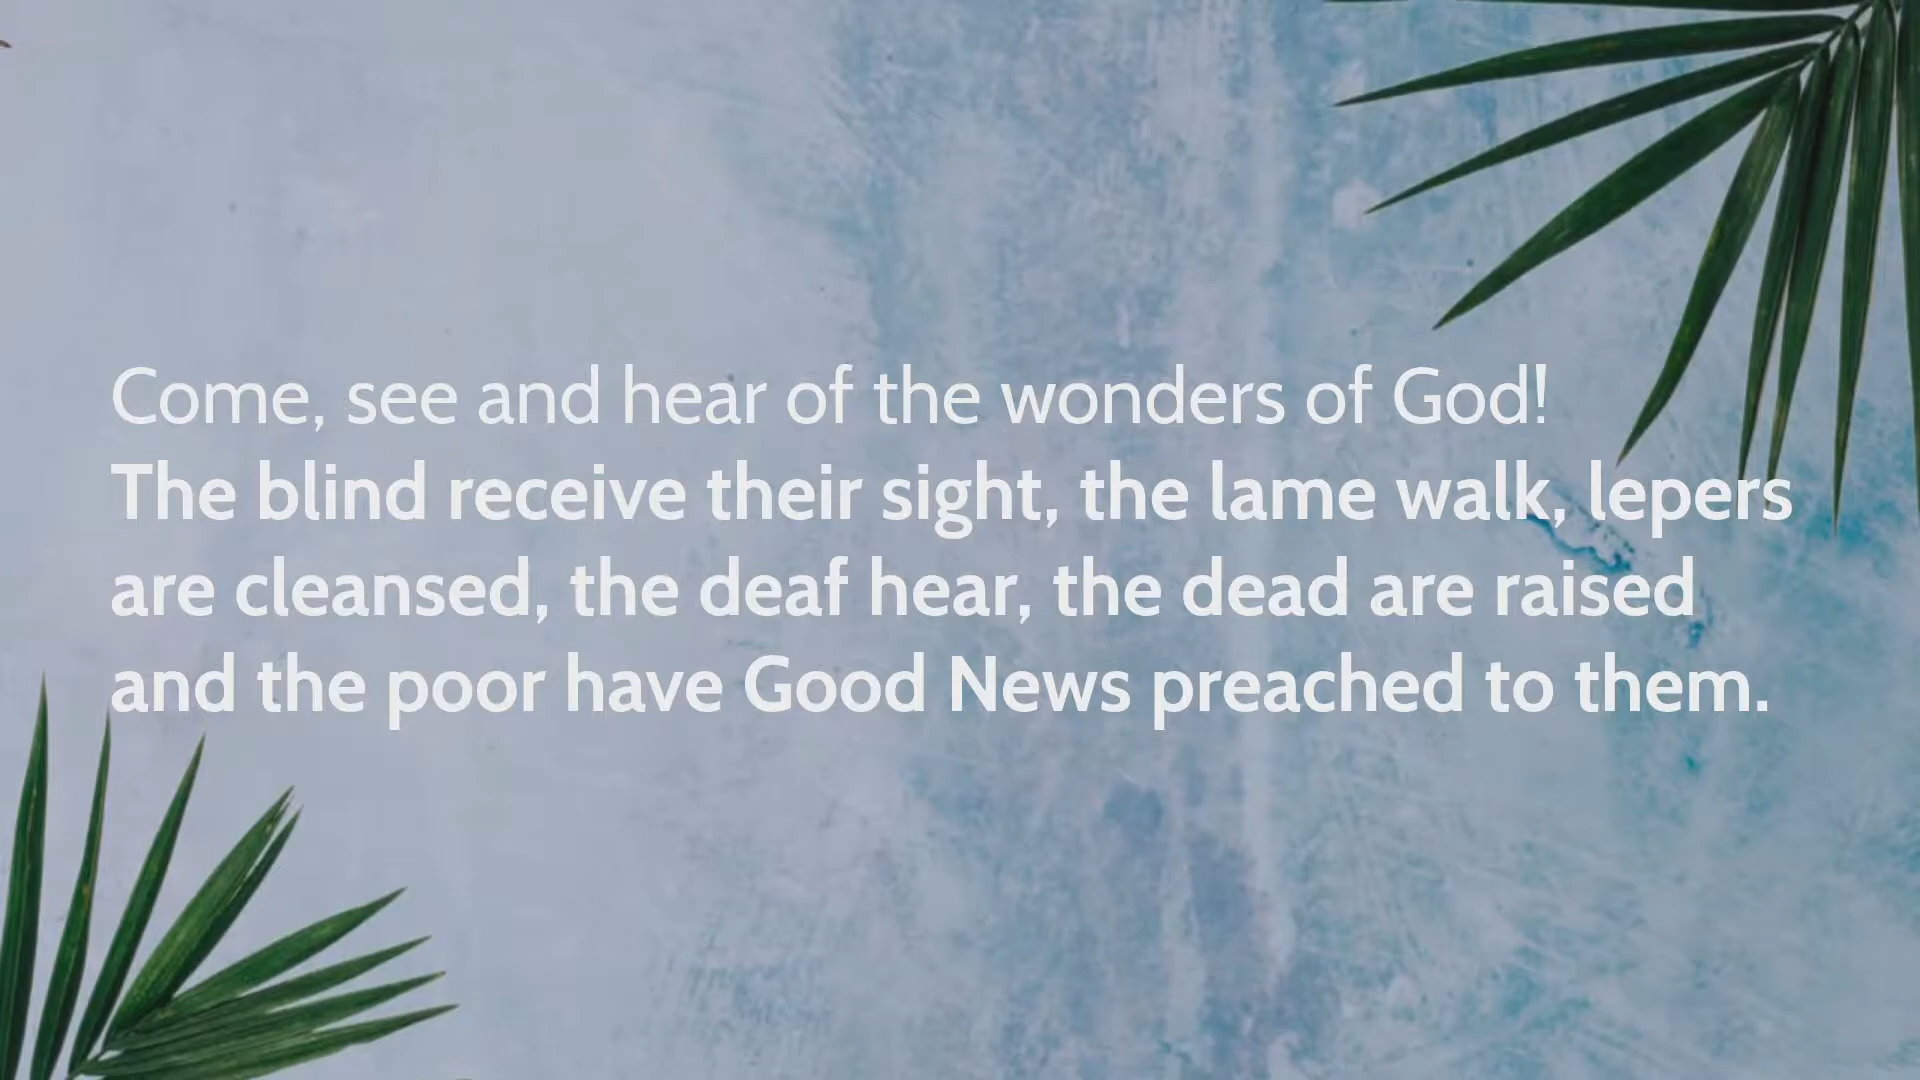 Come, see and hear of the wonders of God!
The blind receive their sight, the lame walk, lepers
are cleansed, the deaf hear, the dead are raised
and the poor have Good News preached to them.